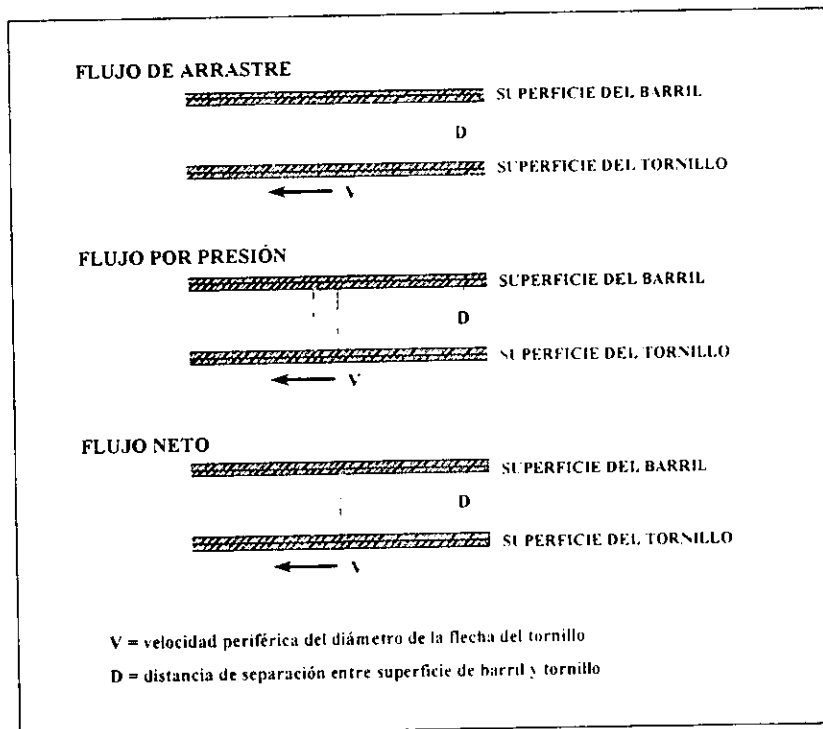 FLUJO DE ARRASTRE
SUPERFICIE DEL BARRIL
D
SUPERFICIE DEL TORNILLO
V
FLUJO POR PRESIÓN
SUPERFICIE DEL BARRIL
D
SUPERFICIE DEL TORNILLO
V
FLUJO NETO
SUPERFICIE DEL BARRIL
D
SUPERFICIE DEL TORNILLO
V
V = velocidad periférica del diámetro de la flecha del tornillo
D = distancia de separación entre superficie de barril y tornillo